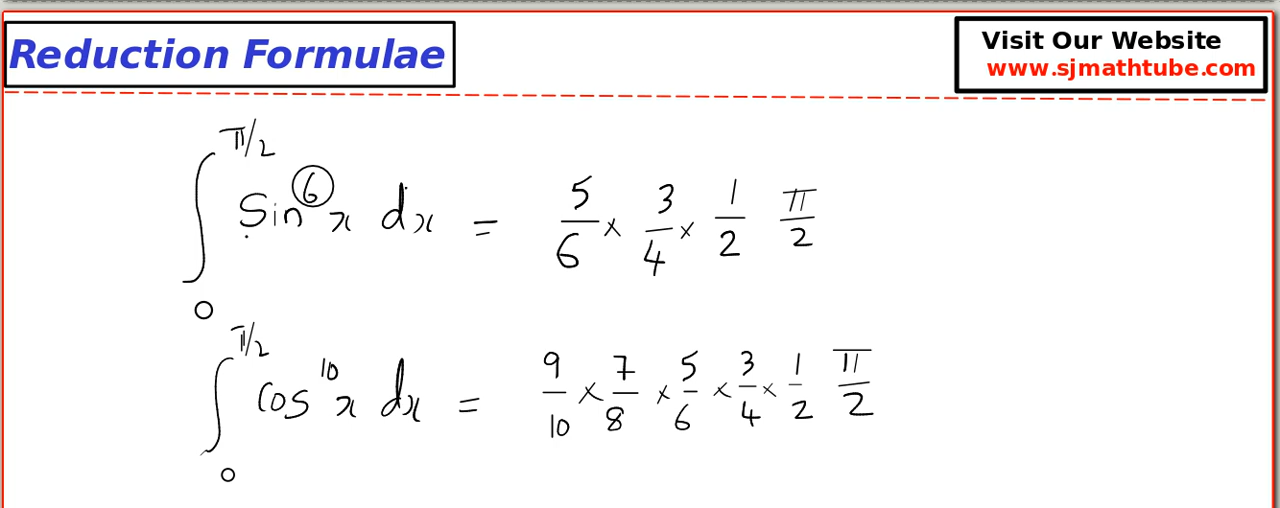 Reduction Formulae
Visit Our Website
www.sjmathtube.com
∫₀^(π/2) Sin⁶x dx = 5/6 × 3/4 × 1/2 π/2
∫₀^(π/2) Cos¹⁰x dx = 9/10 × 7/8 × 5/6 × 3/4 × 1/2 π/2